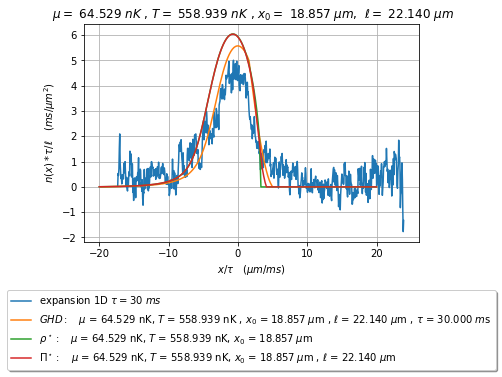 μ = 64.529 nK , T = 558.939 nK , x₀ = 18.857 μm, ℓ = 22.140 μm
6
5
4
3
2
1
0
−1
−2
n(x) * τ/ℓ (ms/μm²)
−20 −10 0 10 20
x/τ (μm/ms)
expansion 1D τ = 30 ms
GHD : μ = 64.529 nK, T = 558.939 nK , x₀ = 18.857 μm , ℓ = 22.140 μm , τ = 30.000 ms
ρ⋆ : μ = 64.529 nK, T = 558.939 nK, x₀ = 18.857 μm
Π⋆ : μ = 64.529 nK, T = 558.939 nK, x₀ = 18.857 μm , ℓ = 22.140 μm